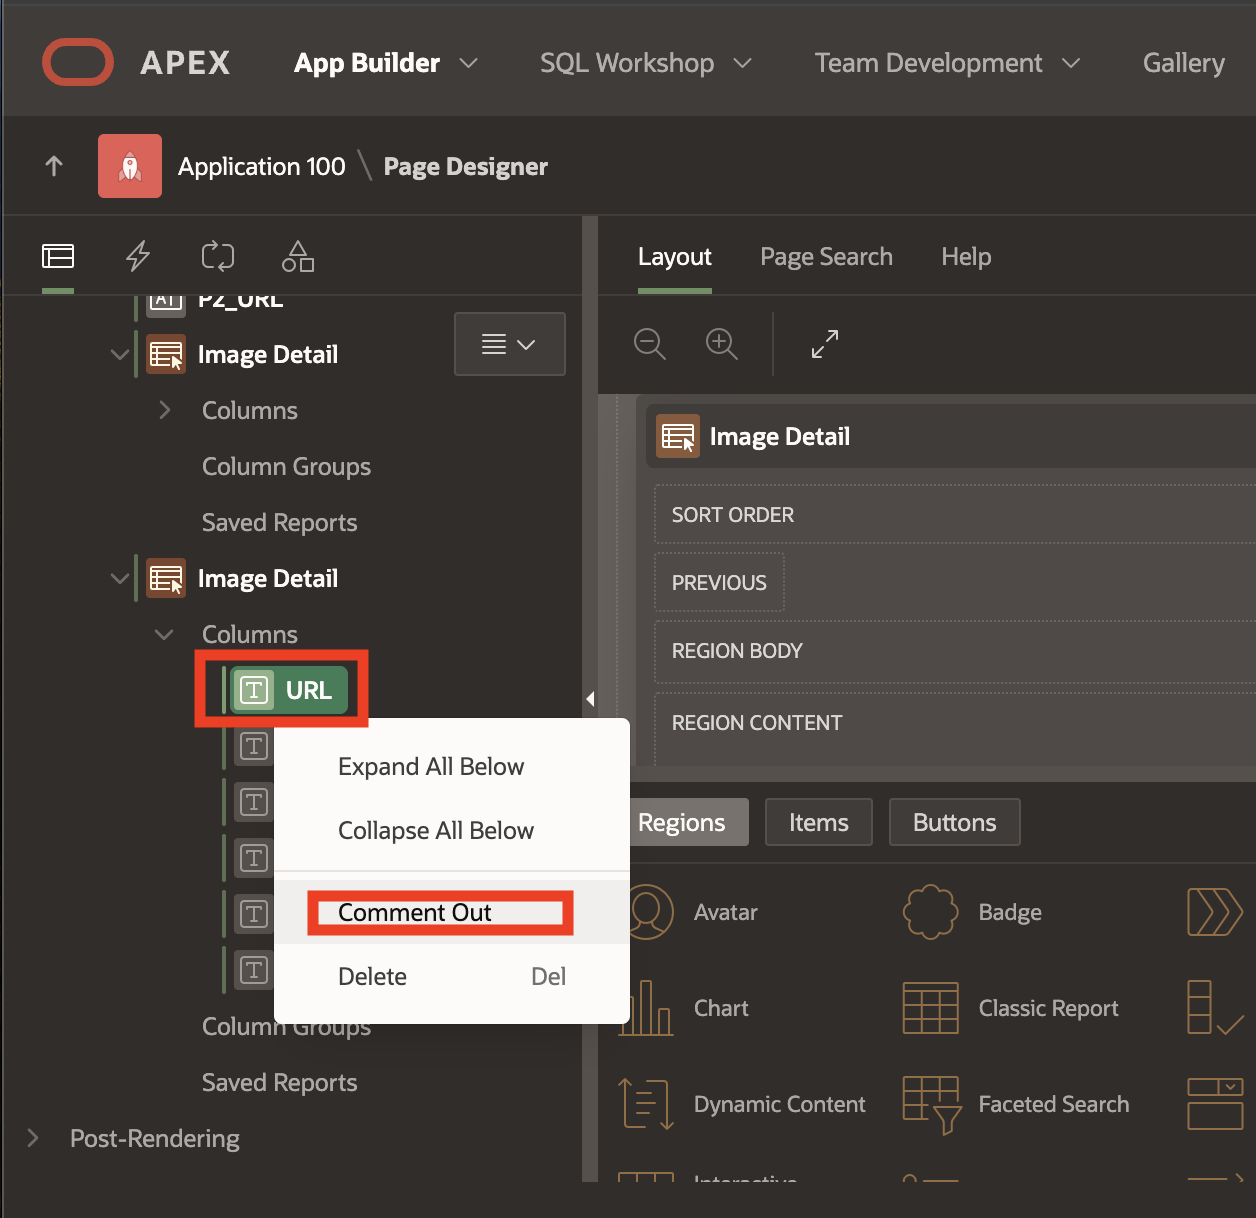 APEX App Builder SQL Workshop Team Development Gallery
Application 100 \ Page Designer
Layout Page Search Help
P2_URL
Image Detail
Columns
Column Groups
Saved Reports
Image Detail
Columns
URL
Expand All Below
Collapse All Below
Comment Out
Delete Del
Column Groups
Saved Reports
Post-Rendering
Image Detail
SORT ORDER
PREVIOUS
REGION BODY
REGION CONTENT
Regions Items Buttons
Avatar Badge
Chart Classic Report
Dynamic Content Faceted Search
Interactive